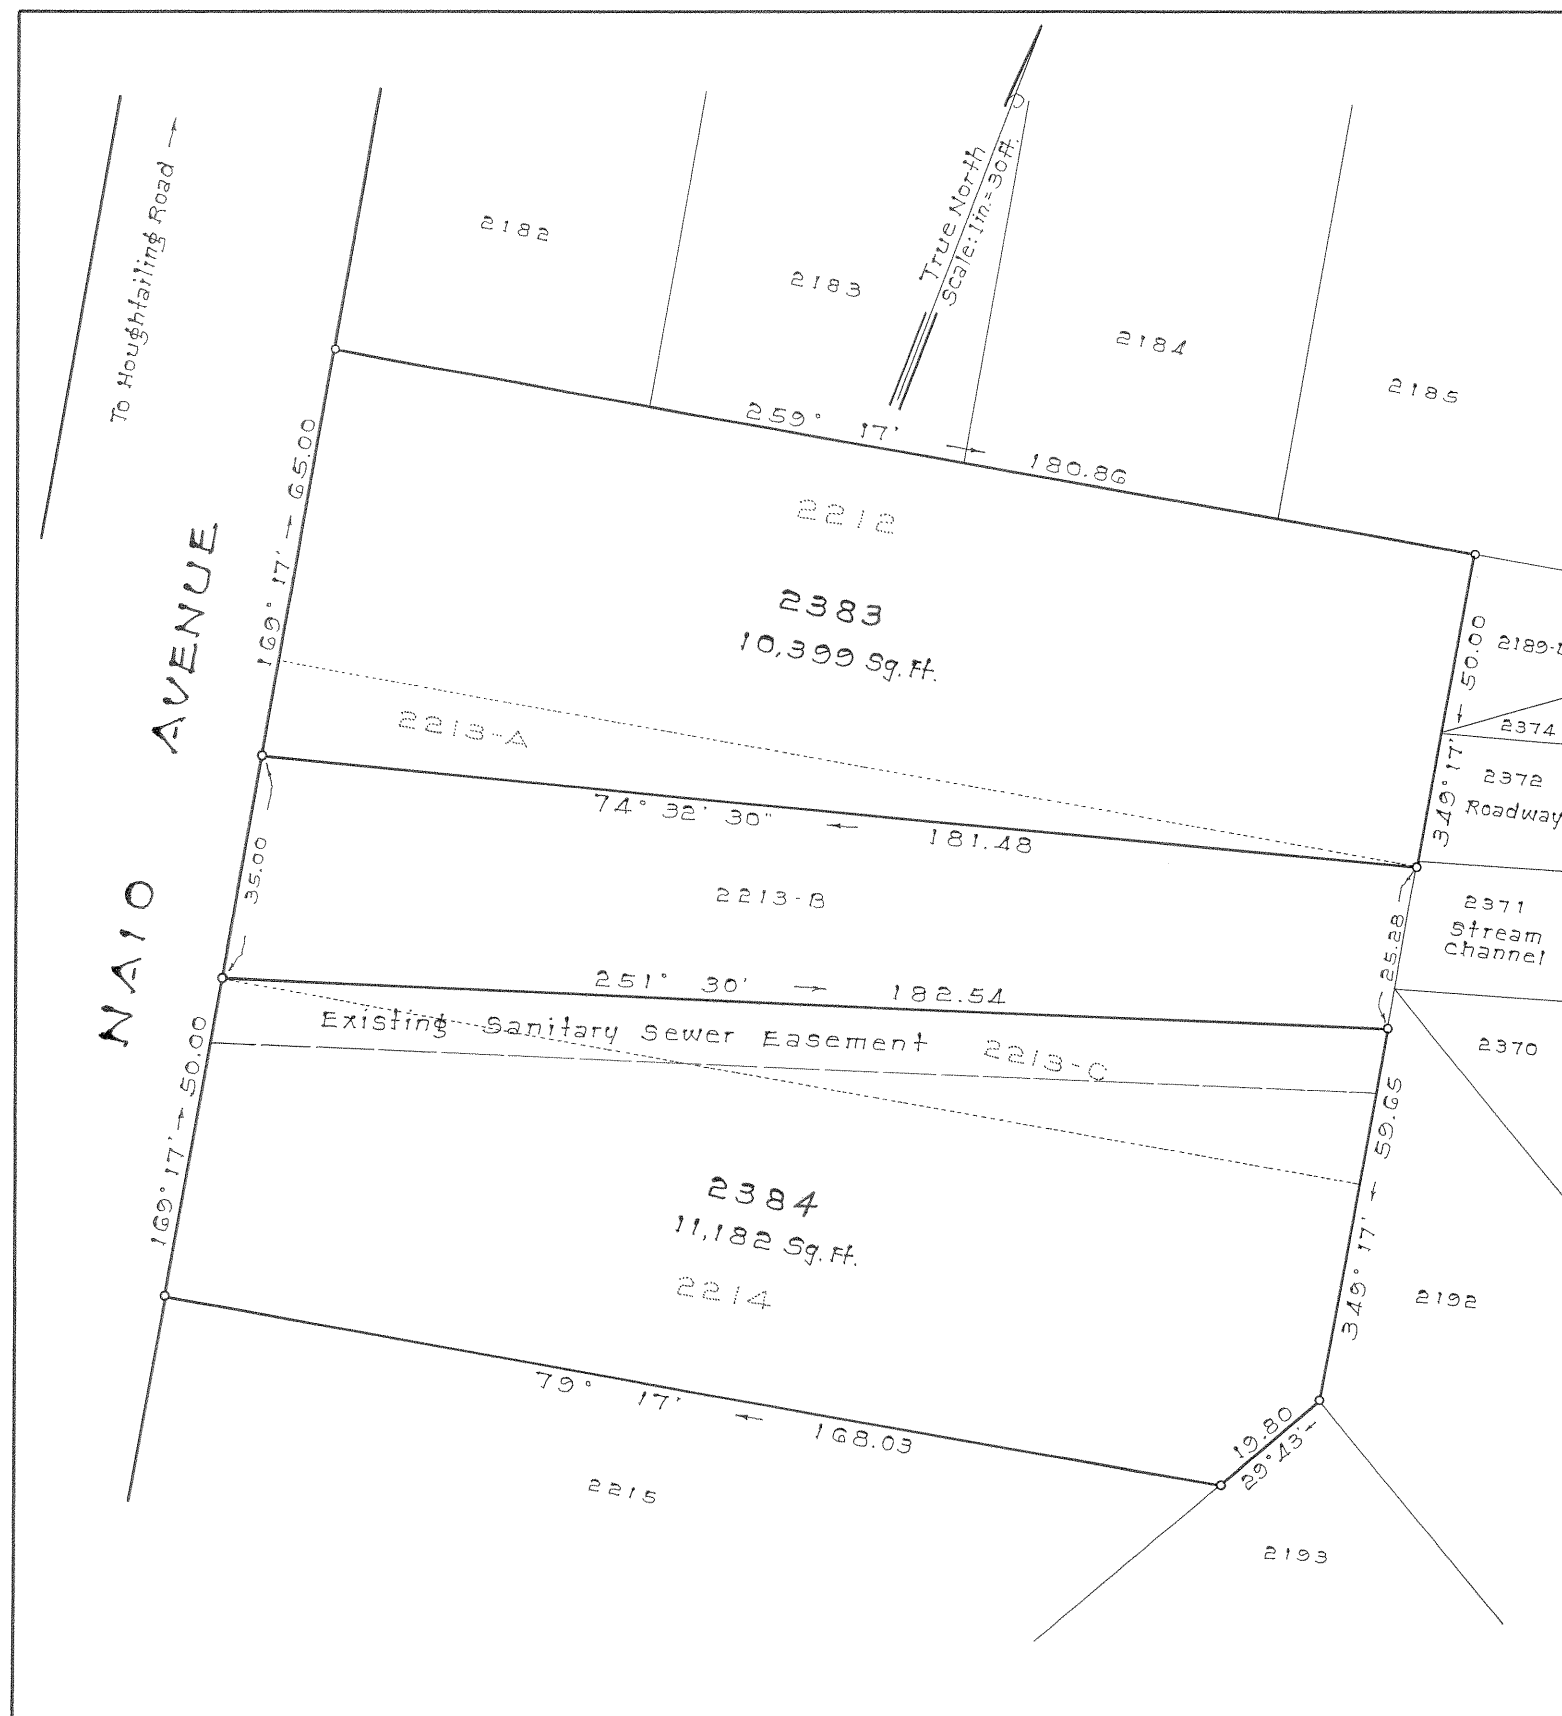 To Houghtailing Road →
NAIO AVENUE
True North
Scale: 1in.=30ft.
2182
2183
2184
2185
259° 17' → 180.86
169° 17' → 65.00
2212
2383
10,399 Sq.Ft.
2213-A
349° 17' ← 50.00
2374
2372
Roadway
74° 32' 30" ← 181.48
35.00
2213-B
25.28
2371
Stream
channel
2370
251° 30' → 182.54
Existing Sanitary Sewer Easement
2213-C
169° 17' → 50.00
349° 17' ← 59.65
2384
11,182 Sq.Ft.
2214
2192
79° 17' ← 168.03
19.80
29° 43' ←
2215
2193